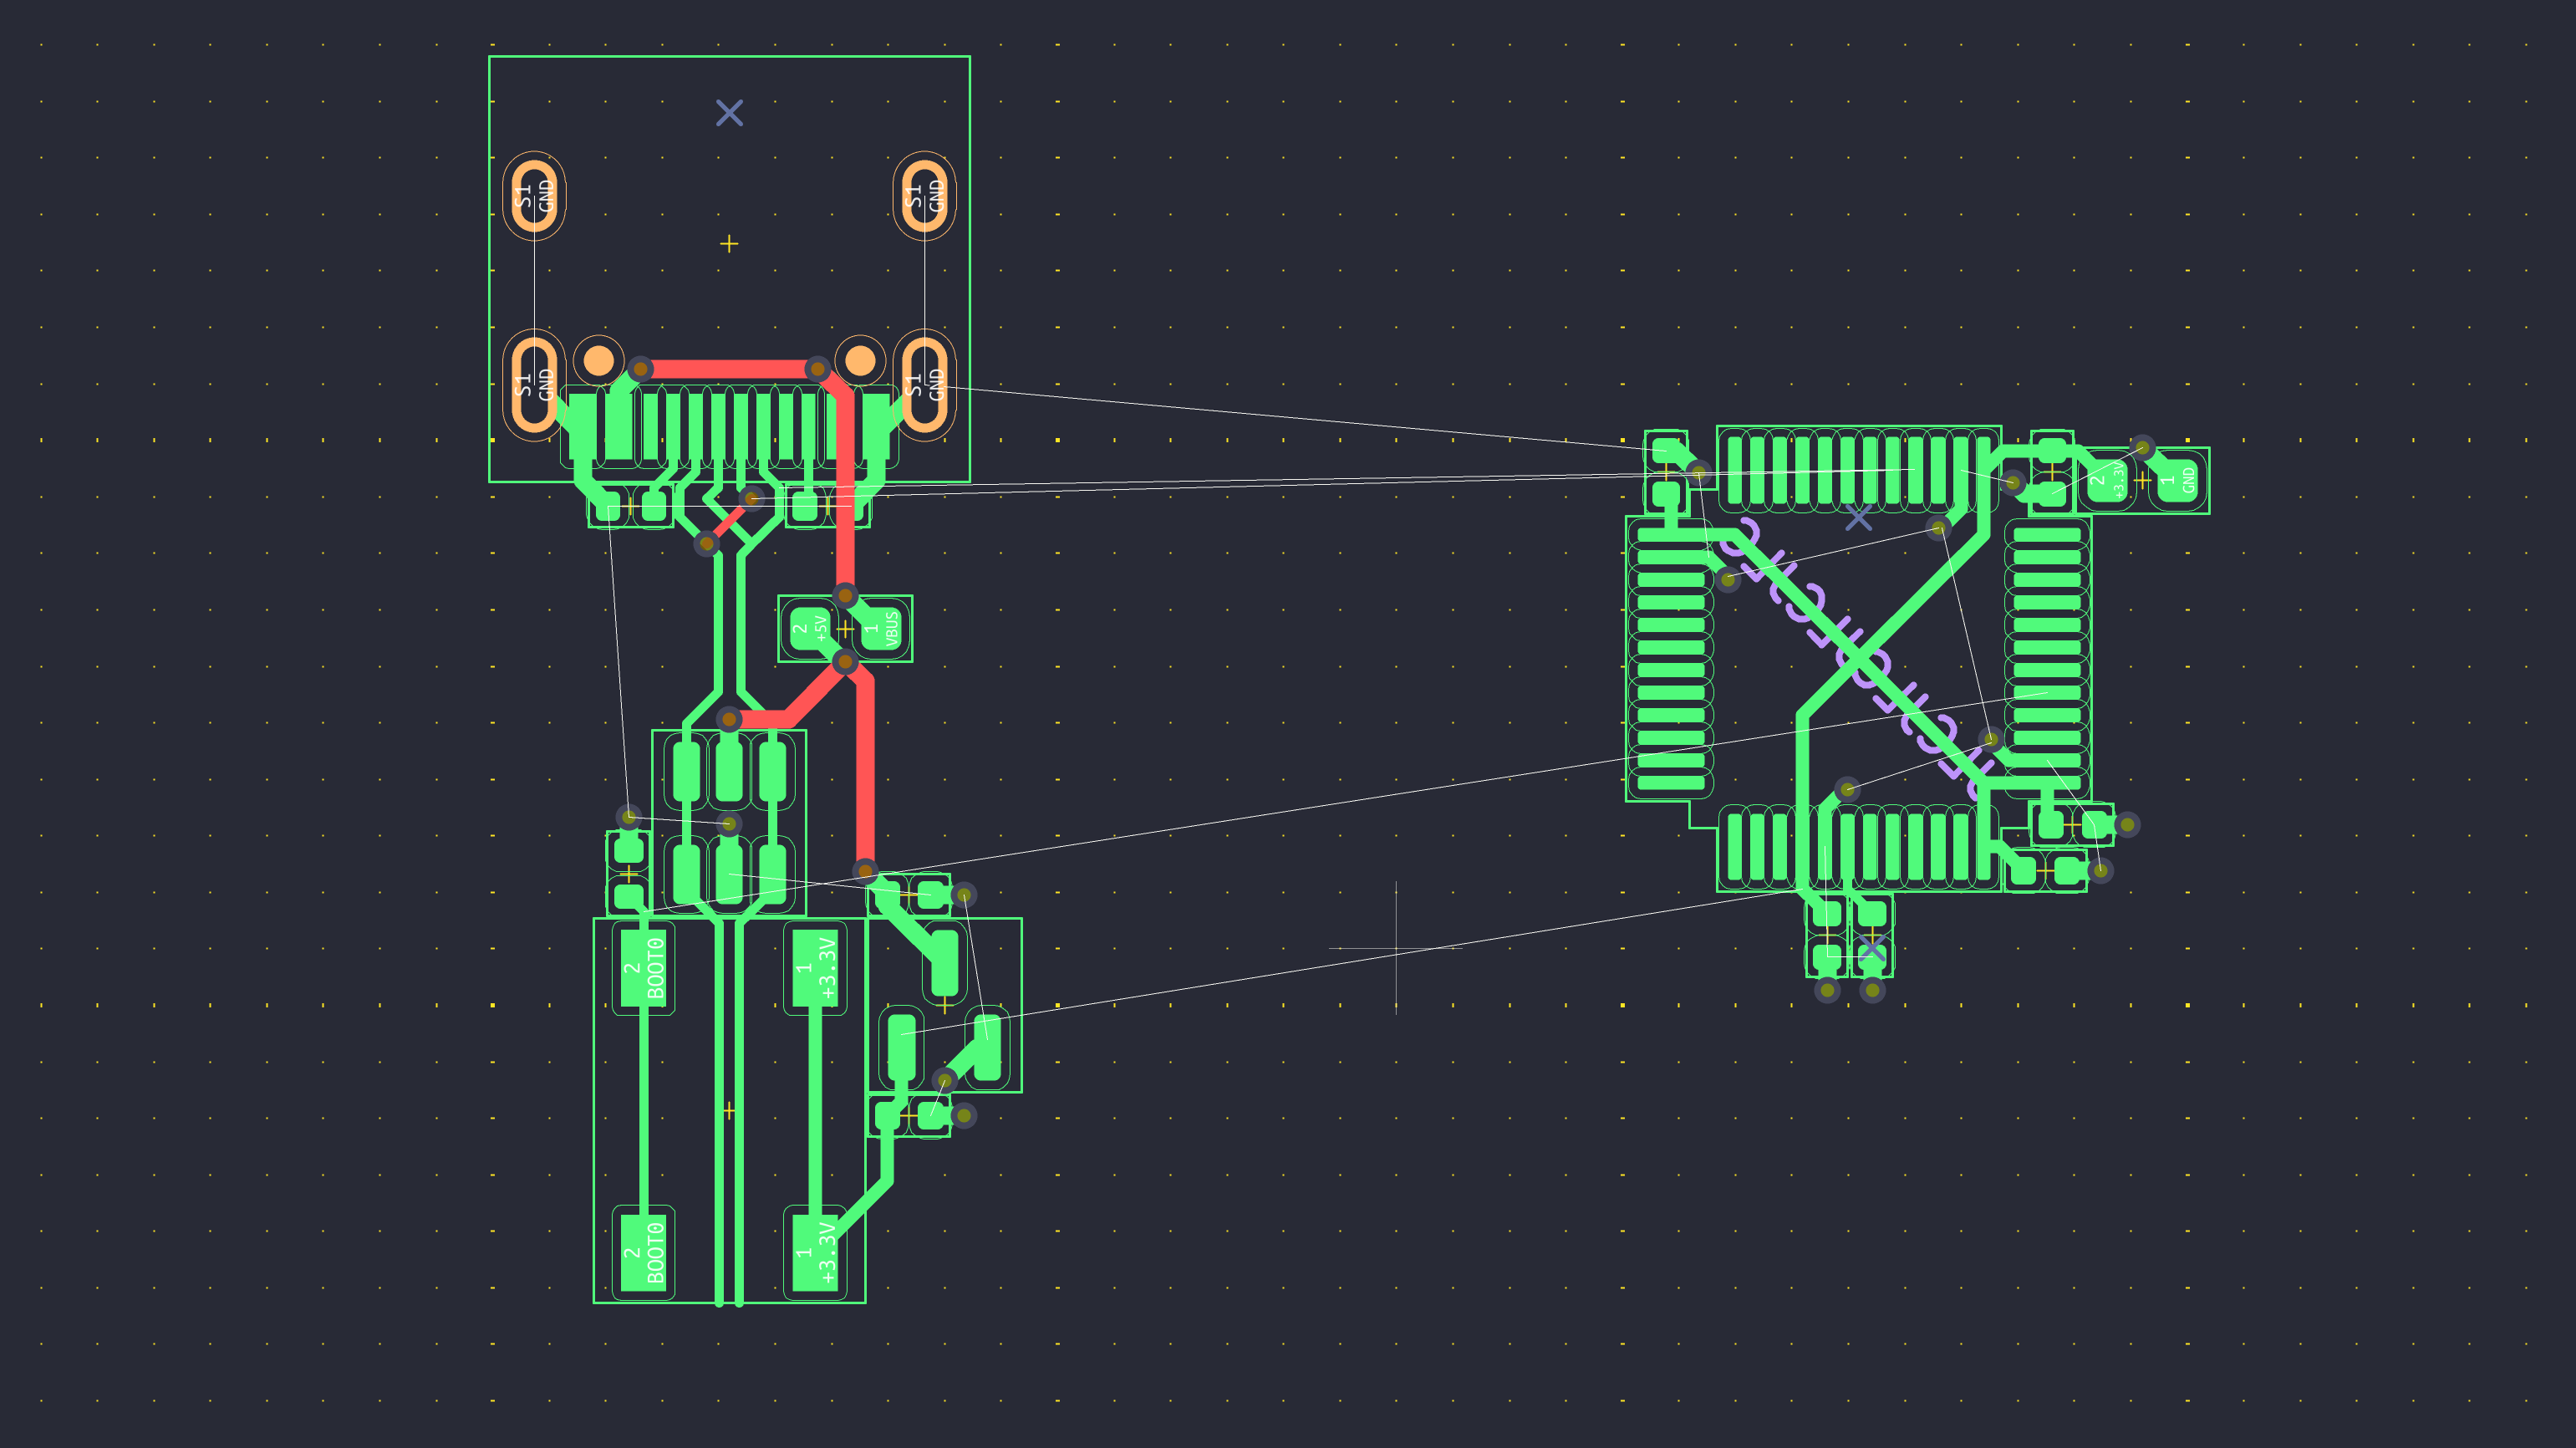 S1
GND
S1
GND
S1
GND
S1
GND
2
+3.3V
1
GND
2
+5V
1
VBUS
2
BOOT0
1
+3.3V
2
BOOT0
1
+3.3V